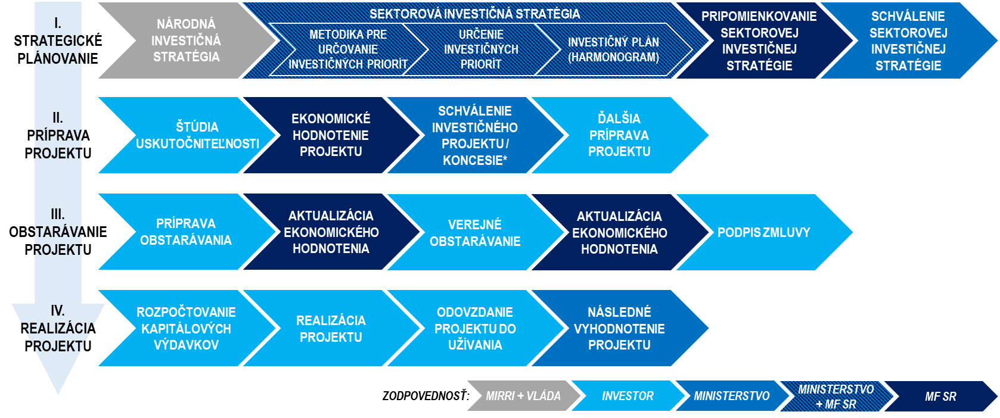 I.
STRATEGICKÉ
PLÁNOVANIE
NÁRODNÁ
INVESTIČNÁ
STRATÉGIA
SEKTOROVÁ INVESTIČNÁ STRATÉGIA
METODIKA PRE
URČOVANIE
INVESTIČNÝCH PRIORÍT
URČENIE
INVESTIČNÝCH
PRIORÍT
INVESTIČNÝ PLÁN
(HARMONOGRAM)
PRIPOMIENKOVANIE
SEKTOROVEJ
INVESTIČNEJ
STRATÉGIE
SCHVÁLENIE
SEKTOROVEJ
INVESTIČNEJ
STRATÉGIE
II.
PRÍPRAVA
PROJEKTU
ŠTÚDIA
USKUTOČNITEĽNOSTI
EKONOMICKÉ
HODNOTENIE
PROJEKTU
SCHVÁLENIE
INVESTIČNÉHO
PROJEKTU /
KONCESIE*
ĎALŠIA
PRÍPRAVA
PROJEKTU
III.
OBSTARÁVANIE
PROJEKTU
PRÍPRAVA
OBSTARÁVANIA
AKTUALIZÁCIA
EKONOMICKÉHO
HODNOTENIA
VEREJNÉ
OBSTARÁVANIE
AKTUALIZÁCIA
EKONOMICKÉHO
HODNOTENIA
PODPIS ZMLUVY
IV.
REALIZÁCIA
PROJEKTU
ROZPOČTOVANIE
KAPITÁLOVÝCH
VÝDAVKOV
REALIZÁCIA
PROJEKTU
ODOVZDANIE
PROJEKTU DO
UŽÍVANIA
NÁSLEDNÉ
VYHODNOTENIE
PROJEKTU
ZODPOVEDNOSŤ:
MIRRI + VLÁDA
INVESTOR
MINISTERSTVO
MINISTERSTVO
+ MF SR
MF SR